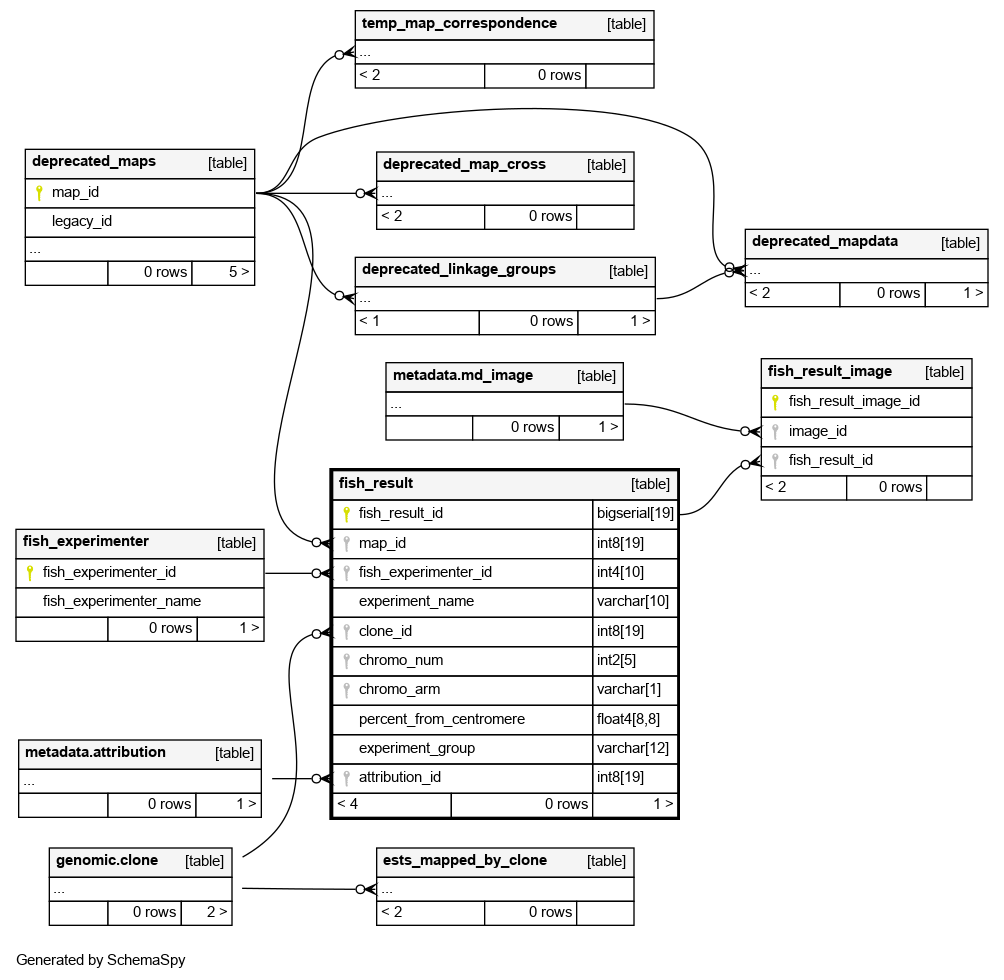 temp_map_correspondence [table]
...
< 2 0 rows
deprecated_maps [table]
map_id
legacy_id
...
0 rows 5 >
deprecated_map_cross [table]
...
< 2 0 rows
deprecated_mapdata [table]
...
< 2 0 rows 1 >
deprecated_linkage_groups [table]
...
< 1 0 rows 1 >
metadata.md_image [table]
...
0 rows 1 >
fish_result_image [table]
fish_result_image_id
image_id
fish_result_id
< 2 0 rows
fish_result [table]
fish_result_id bigserial[19]
map_id int8[19]
fish_experimenter_id int4[10]
experiment_name varchar[10]
clone_id int8[19]
chromo_num int2[5]
chromo_arm varchar[1]
percent_from_centromere float4[8,8]
experiment_group varchar[12]
attribution_id int8[19]
< 4 0 rows 1 >
fish_experimenter [table]
fish_experimenter_id
fish_experimenter_name
0 rows 1 >
metadata.attribution [table]
...
0 rows 1 >
genomic.clone [table]
...
0 rows 2 >
ests_mapped_by_clone [table]
...
< 2 0 rows
Generated by SchemaSpy